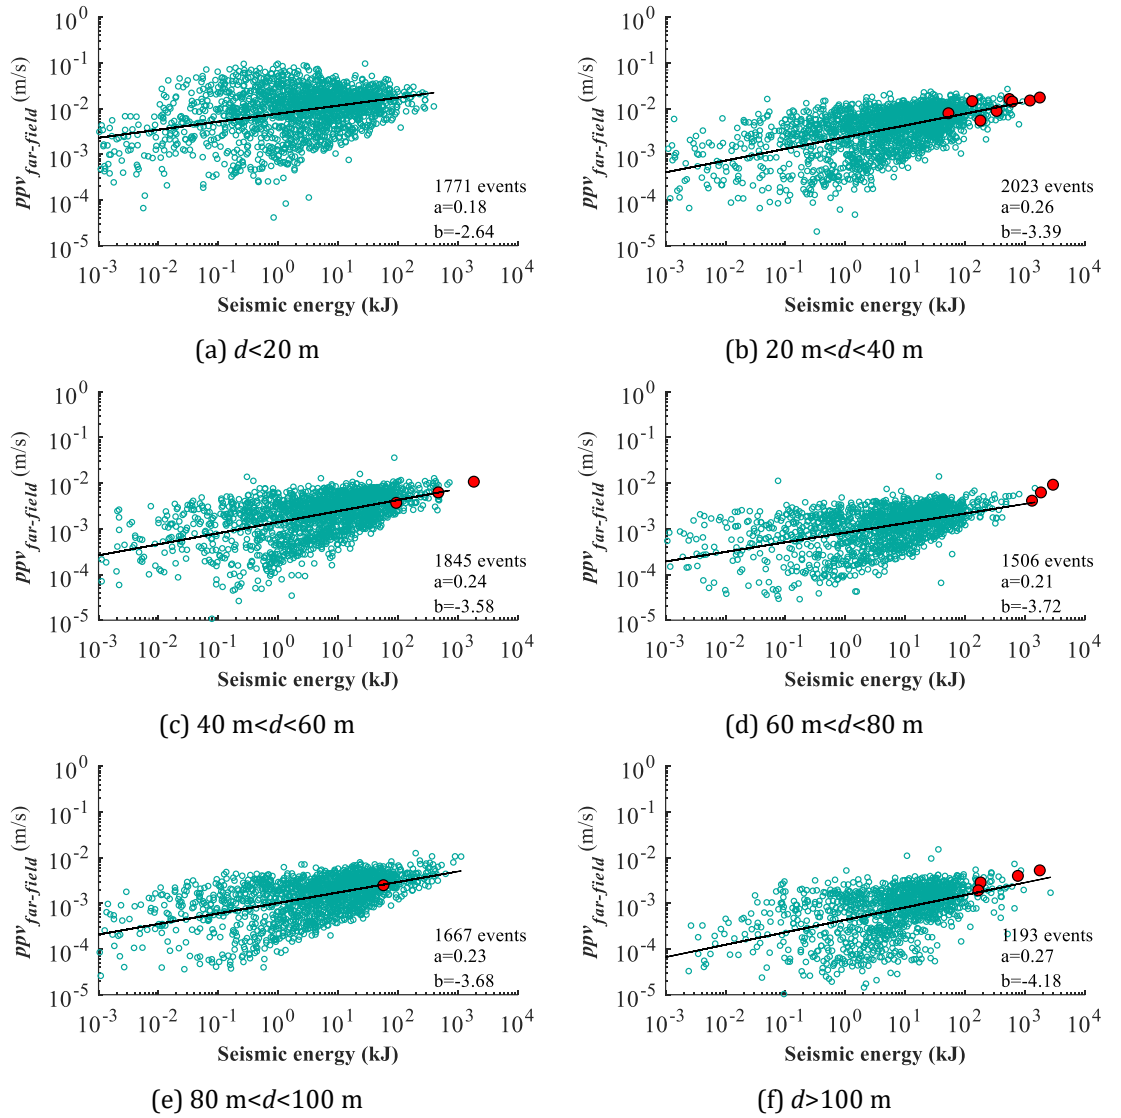 10^0
10^-1
10^-2
10^-3
10^-4
10^-5
ppv_far-field (m/s)
1771 events
a=0.18
b=-2.64
10^-3 10^-2 10^-1 10^0 10^1 10^2 10^3 10^4
Seismic energy (kJ)
(a) d<20 m
10^0
10^-1
10^-2
10^-3
10^-4
10^-5
ppv_far-field (m/s)
2023 events
a=0.26
b=-3.39
10^-3 10^-2 10^-1 10^0 10^1 10^2 10^3 10^4
Seismic energy (kJ)
(b) 20 m<d<40 m
10^0
10^-1
10^-2
10^-3
10^-4
10^-5
ppv_far-field (m/s)
1845 events
a=0.24
b=-3.58
10^-3 10^-2 10^-1 10^0 10^1 10^2 10^3 10^4
Seismic energy (kJ)
(c) 40 m<d<60 m
10^0
10^-1
10^-2
10^-3
10^-4
10^-5
ppv_far-field (m/s)
1506 events
a=0.21
b=-3.72
10^-3 10^-2 10^-1 10^0 10^1 10^2 10^3 10^4
Seismic energy (kJ)
(d) 60 m<d<80 m
10^0
10^-1
10^-2
10^-3
10^-4
10^-5
ppv_far-field (m/s)
1667 events
a=0.23
b=-3.68
10^-3 10^-2 10^-1 10^0 10^1 10^2 10^3 10^4
Seismic energy (kJ)
(e) 80 m<d<100 m
10^0
10^-1
10^-2
10^-3
10^-4
10^-5
ppv_far-field (m/s)
1193 events
a=0.27
b=-4.18
10^-3 10^-2 10^-1 10^0 10^1 10^2 10^3 10^4
Seismic energy (kJ)
(f) d>100 m